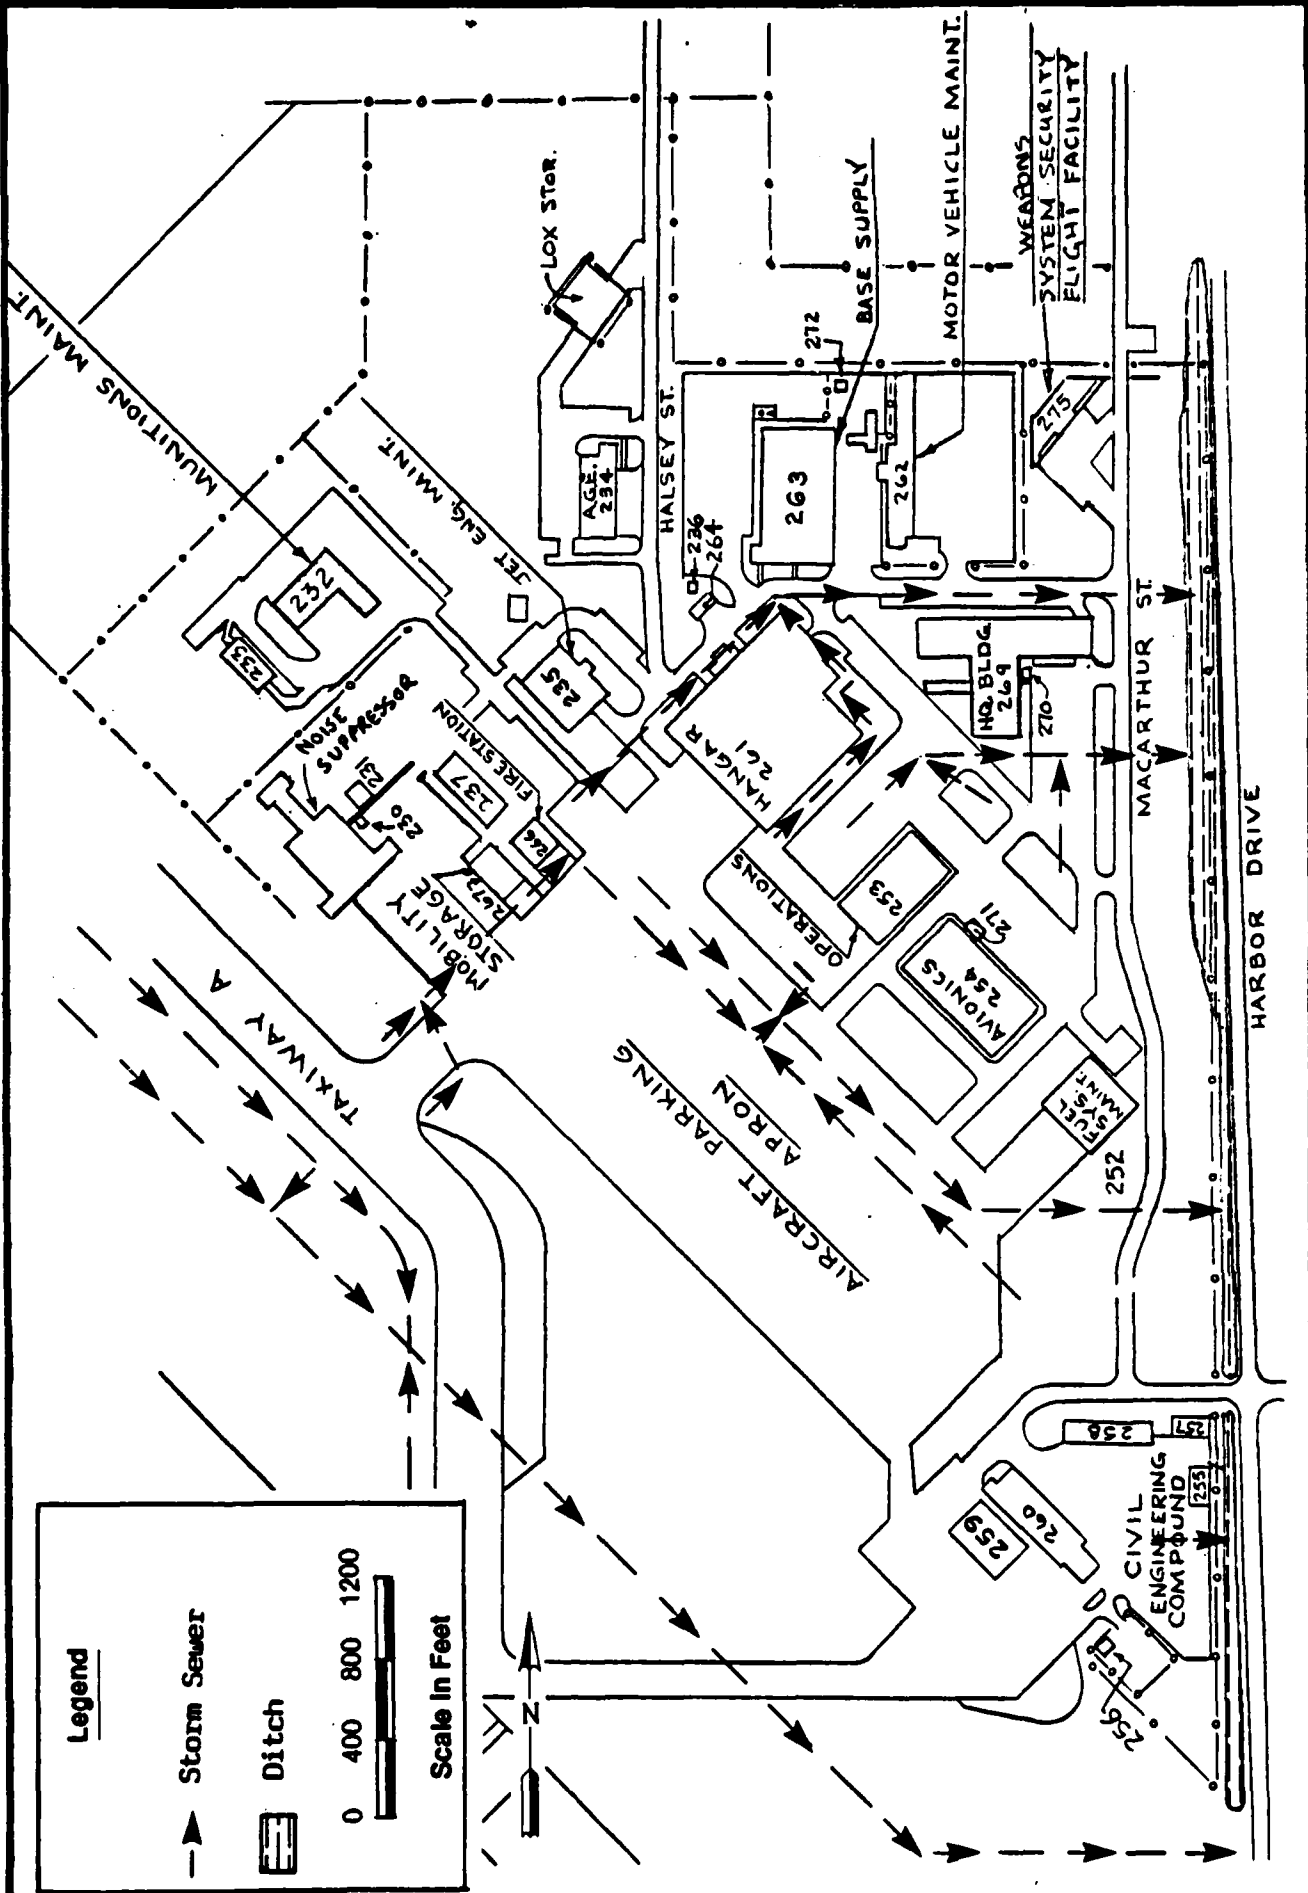 MUNITIONS MAINT.
LOX STOR.
JET ENG. MAINT.
232
233
A.G.E.
234
HALSEY ST.
NOISE
SUPPRESSOR
231
230
237
FIRE STATION
235
266
2672
MOBILITY
STORAGE
236
264
263
272
BASE SUPPLY
262
MOTOR VEHICLE MAINT.
WEAPONS
SYSTEM SECURITY
FLIGHT FACILITY
275
HANGAR
261
HQ BLDG.
269
270
MACARTHUR ST.
HARBOR DRIVE
OPERATIONS
253
271
AVIONICS
254
TAXIWAY A
AIRCRAFT PARKING
APRON
FUEL
SYS.
MAINT.
252
258
257
255
CIVIL
ENGINEERING
COMPOUND
259
260
256
Legend
Storm Sewer
Ditch
0 400 800 1200
Scale In Feet
N